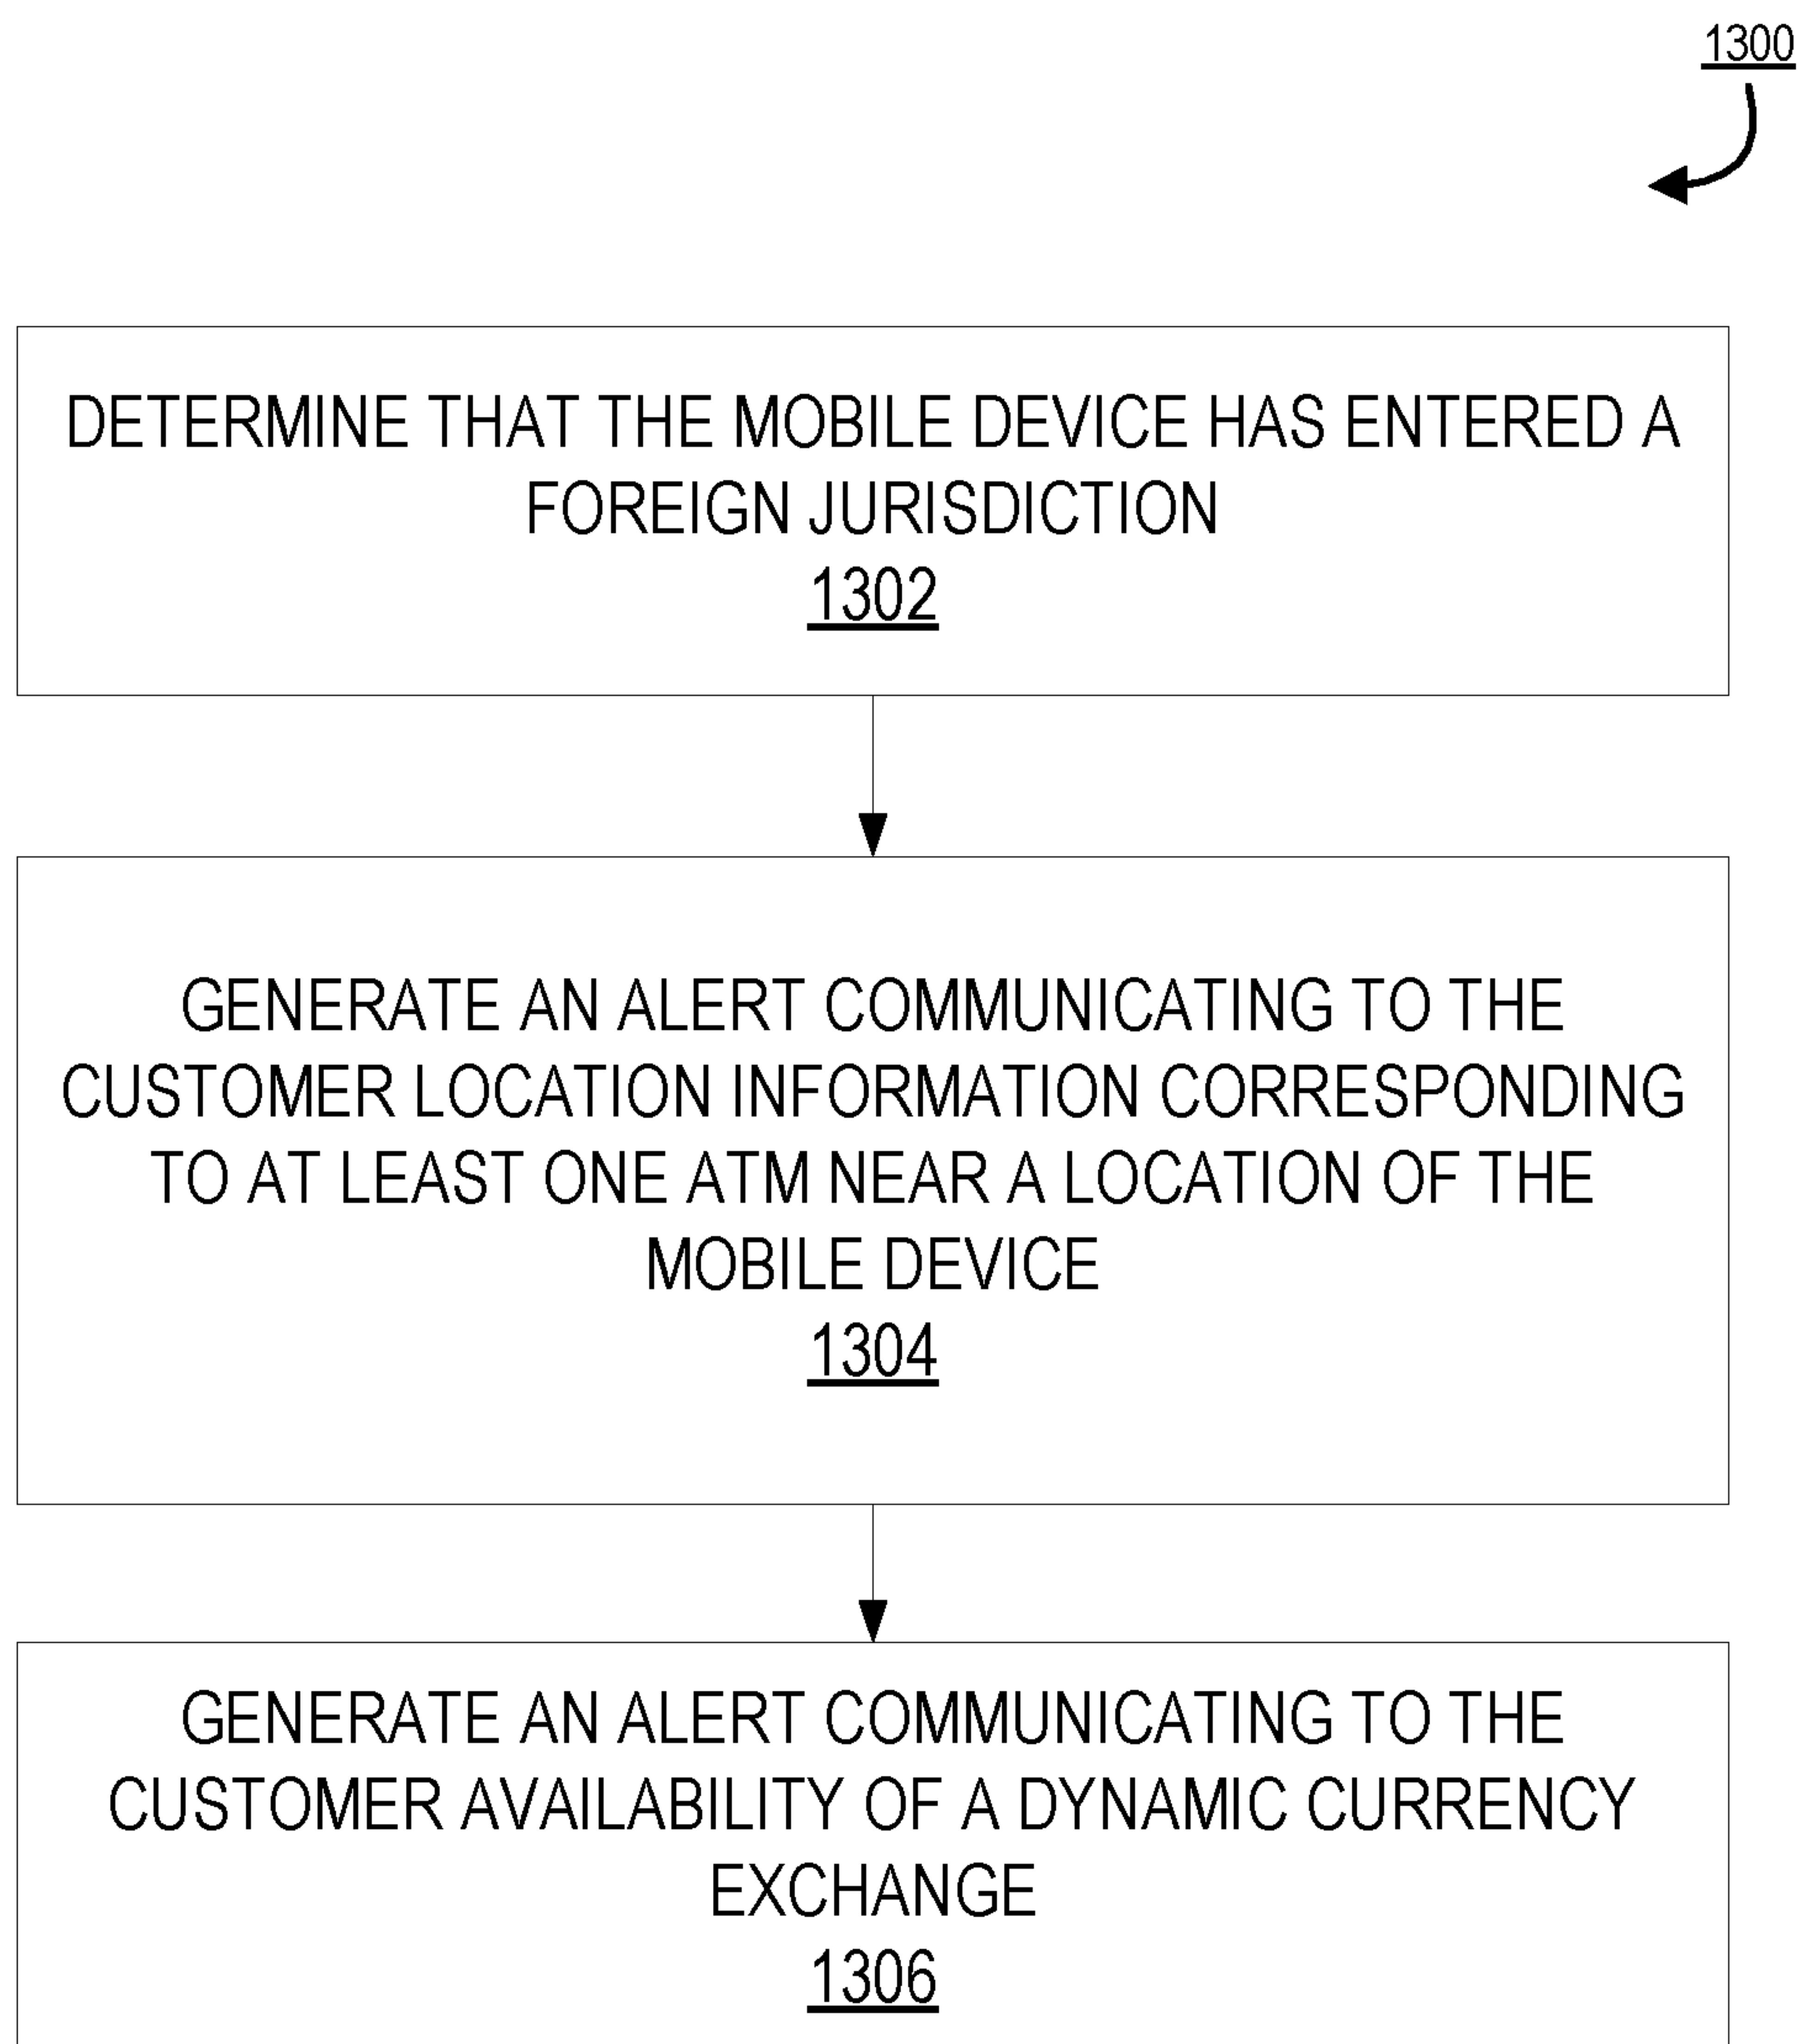 1300
DETERMINE THAT THE MOBILE DEVICE HAS ENTERED A
FOREIGN JURISDICTION
1302
GENERATE AN ALERT COMMUNICATING TO THE
CUSTOMER LOCATION INFORMATION CORRESPONDING
TO AT LEAST ONE ATM NEAR A LOCATION OF THE
MOBILE DEVICE
1304
GENERATE AN ALERT COMMUNICATING TO THE
CUSTOMER AVAILABILITY OF A DYNAMIC CURRENCY
EXCHANGE
1306